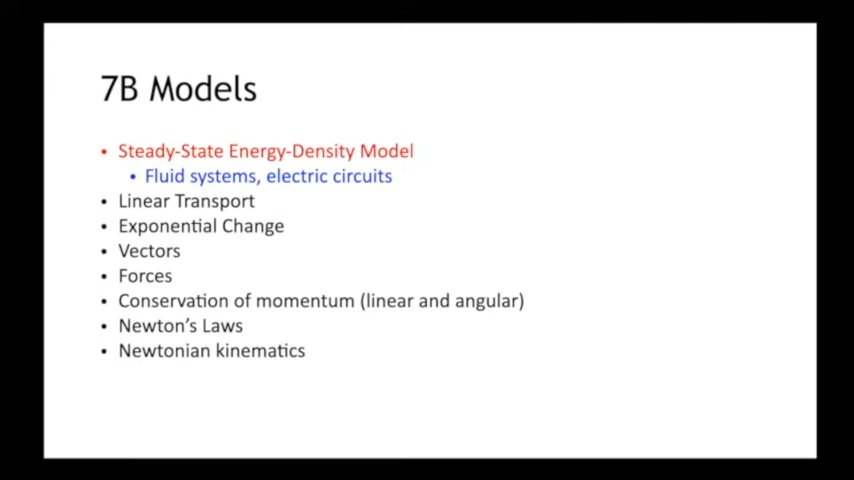 7B Models
• Steady-State Energy-Density Model
• Fluid systems, electric circuits
• Linear Transport
• Exponential Change
• Vectors
• Forces
• Conservation of momentum (linear and angular)
• Newton’s Laws
• Newtonian kinematics